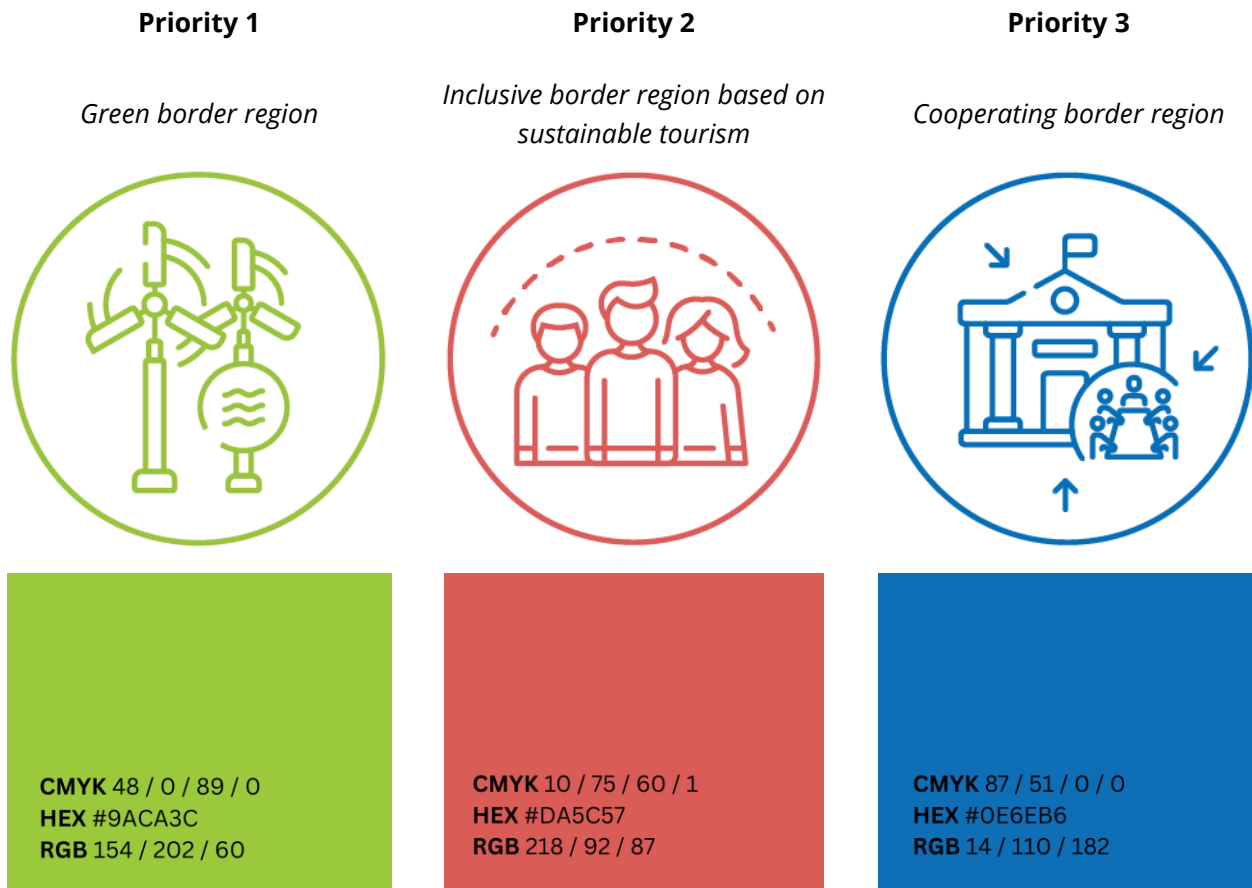 Priority 1
Priority 2
Priority 3
Green border region
Inclusive border region based on
sustainable tourism
Cooperating border region
CMYK 48 / 0 / 89 / 0
HEX #9ACA3C
RGB 154 / 202 / 60
CMYK 10 / 75 / 60 / 1
HEX #DA5C57
RGB 218 / 92 / 87
CMYK 87 / 51 / 0 / 0
HEX #0E6EB6
RGB 14 / 110 / 182